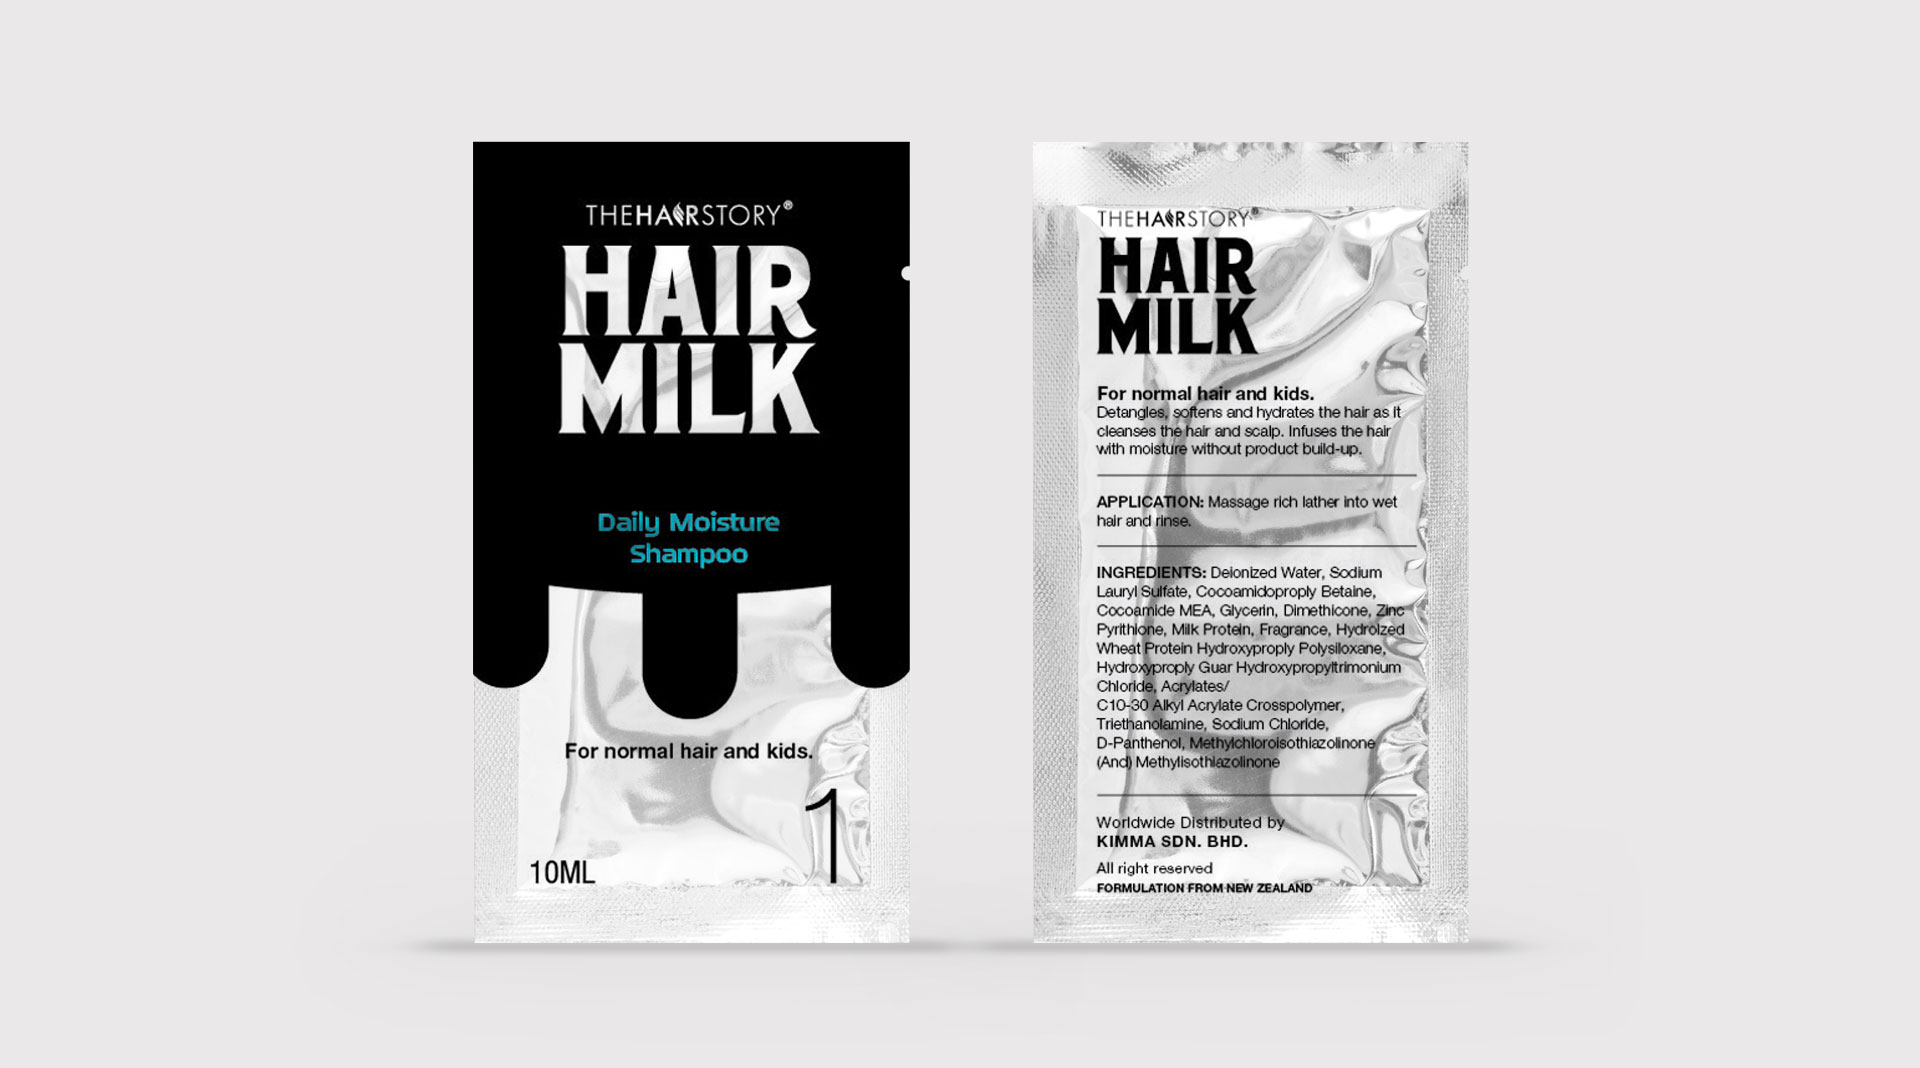 THEHAIRSTORY®
HAIR
MILK
Daily Moisture
Shampoo
For normal hair and kids.
1
10ML
THEHAIRSTORY®
HAIR
MILK
For normal hair and kids.
Detangles, softens and hydrates the hair as it
cleanses the hair and scalp. Infuses the hair
with moisture without product build-up.
APPLICATION: Massage rich lather into wet
hair and rinse.
INGREDIENTS: Deionized Water, Sodium
Lauryl Sulfate, Cocoamidoproply Betaine,
Cocoamide MEA, Glycerin, Dimethicone, Zinc
Pyrithione, Milk Protein, Fragrance, Hydrolzed
Wheat Protein Hydroxyproply Polysiloxane,
Hydroxyproply Guar Hydroxypropyltrimonium
Chloride, Acrylates/
C10-30 Alkyl Acrylate Crosspolymer,
Triethanolamine, Sodium Chloride,
D-Panthenol, Methylchloroisothiazolinone
(And) Methylisothiazolinone
Worldwide Distributed by
KIMMA SDN. BHD.
All right reserved
FORMULATION FROM NEW ZEALAND